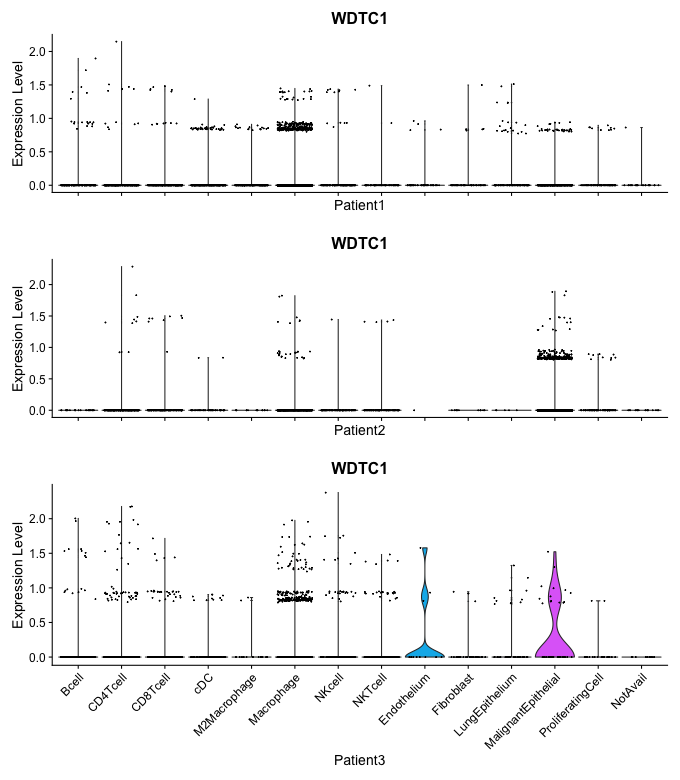 WDTC1
Expression Level
2.0
1.5
1.0
0.5
0.0
Patient1
WDTC1
Expression Level
2.0
1.5
1.0
0.5
0.0
Patient2
WDTC1
Expression Level
2.0
1.5
1.0
0.5
0.0
Bcell
CD4Tcell
CD8Tcell
cDC
M2Macrophage
Macrophage
NKcell
NKTcell
Endothelium
Fibroblast
LungEpithelium
MalignantEpithelial
ProliferatingCell
NotAvail
Patient3